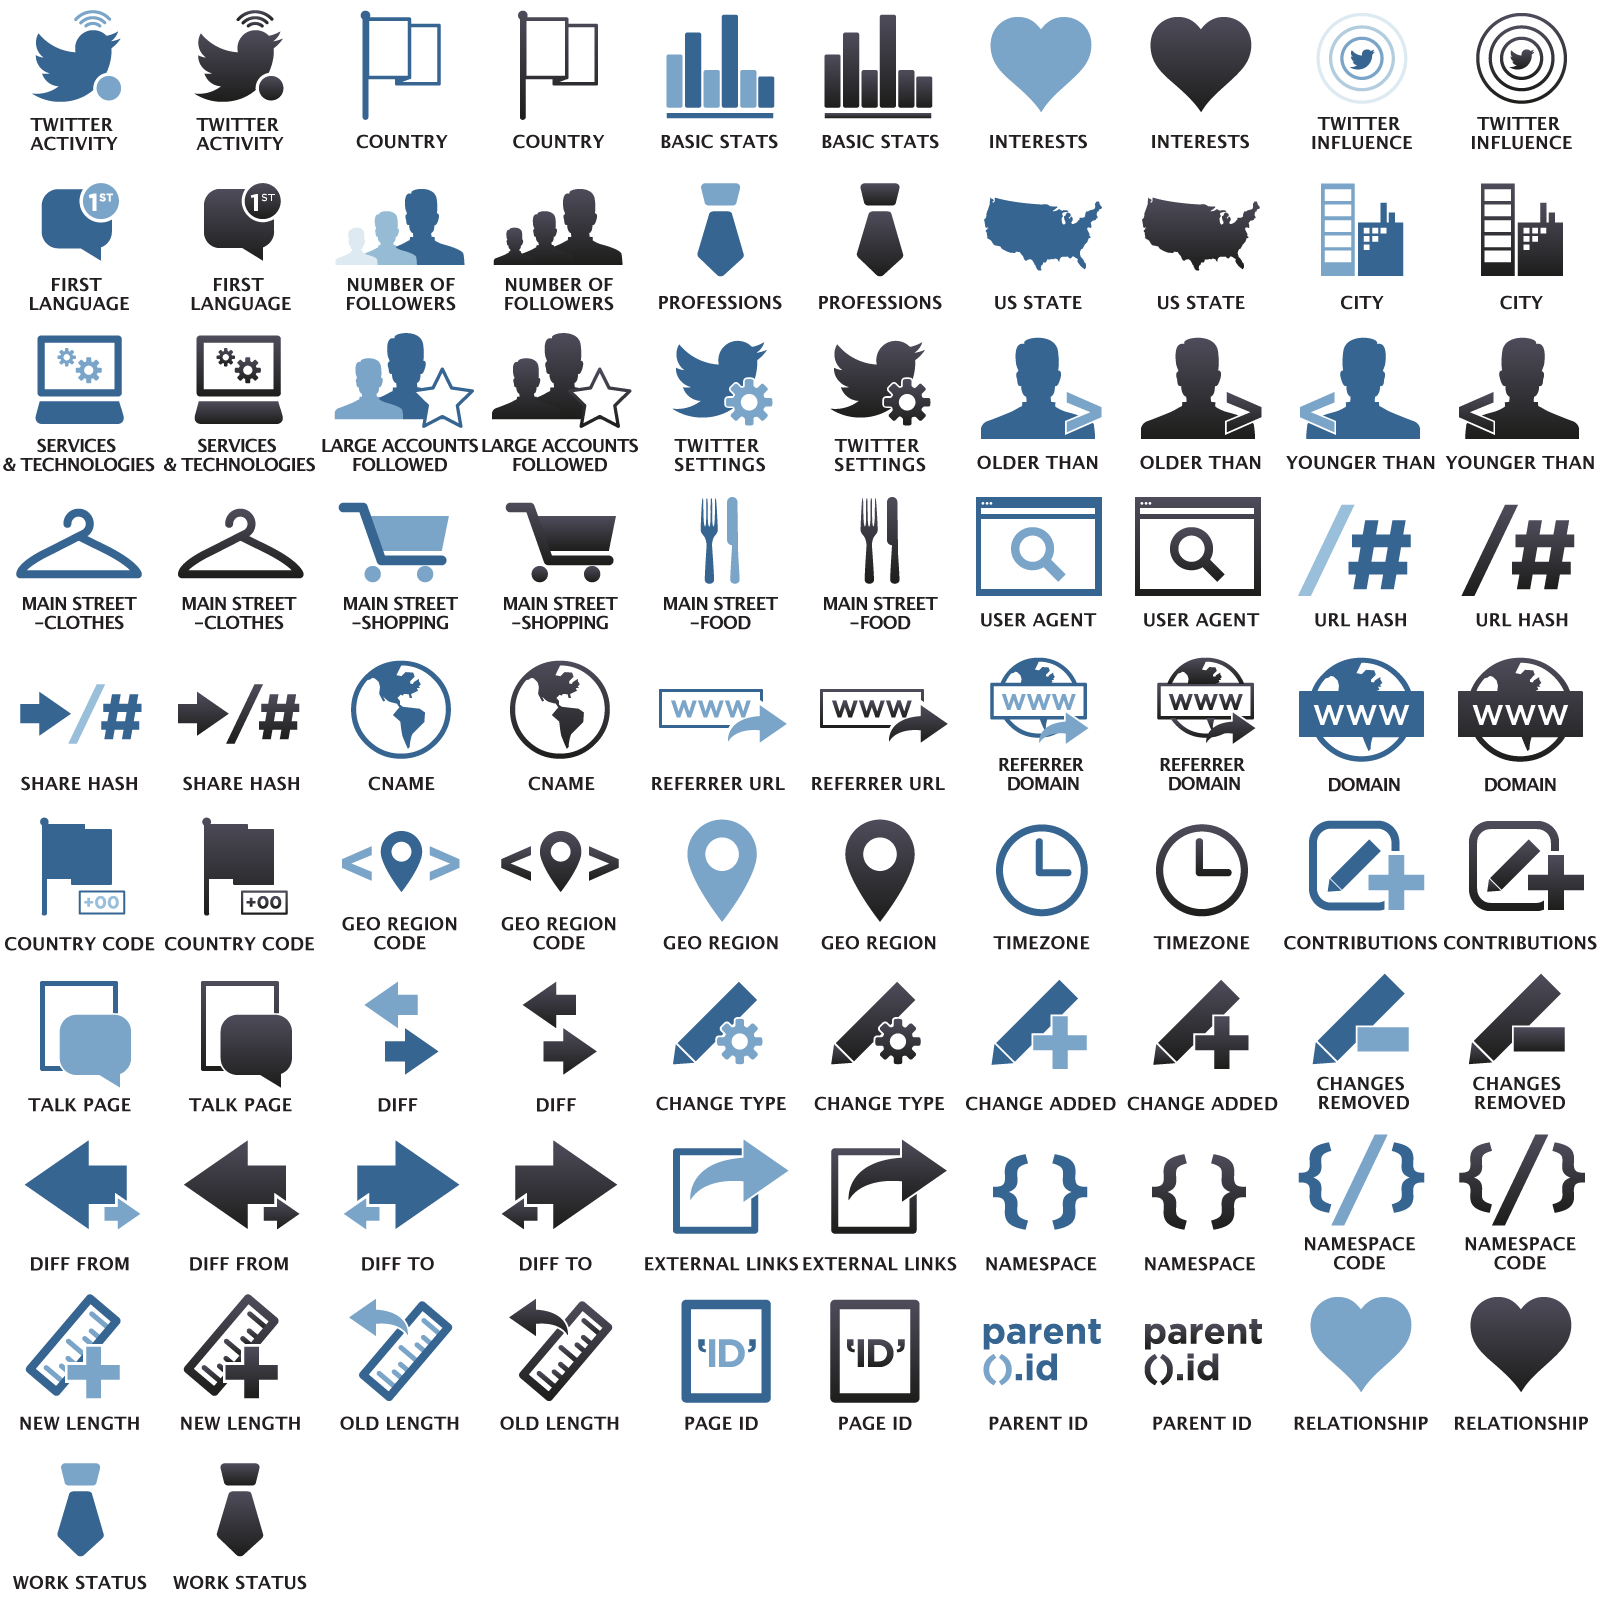 TWITTER
ACTIVITY
TWITTER
ACTIVITY
COUNTRY
COUNTRY
BASIC STATS
BASIC STATS
INTERESTS
INTERESTS
TWITTER
INFLUENCE
TWITTER
INFLUENCE
1ST
FIRST
LANGUAGE
1ST
FIRST
LANGUAGE
NUMBER OF
FOLLOWERS
NUMBER OF
FOLLOWERS
PROFESSIONS
PROFESSIONS
US STATE
US STATE
CITY
CITY
SERVICES
& TECHNOLOGIES
SERVICES
& TECHNOLOGIES
LARGE ACCOUNTS
FOLLOWED
LARGE ACCOUNTS
FOLLOWED
TWITTER
SETTINGS
TWITTER
SETTINGS
>
OLDER THAN
>
OLDER THAN
<
YOUNGER THAN
<
YOUNGER THAN
MAIN STREET
-CLOTHES
MAIN STREET
-CLOTHES
MAIN STREET
-SHOPPING
MAIN STREET
-SHOPPING
MAIN STREET
-FOOD
MAIN STREET
-FOOD
USER AGENT
USER AGENT
/#
URL HASH
/#
URL HASH
/#
SHARE HASH
/#
SHARE HASH
CNAME
CNAME
WWW
REFERRER URL
WWW
REFERRER URL
WWW
REFERRER
DOMAIN
WWW
REFERRER
DOMAIN
WWW
DOMAIN
WWW
DOMAIN
+00
COUNTRY CODE
+00
COUNTRY CODE
< >
GEO REGION
CODE
< >
GEO REGION
CODE
GEO REGION
GEO REGION
TIMEZONE
TIMEZONE
CONTRIBUTIONS
CONTRIBUTIONS
TALK PAGE
TALK PAGE
DIFF
DIFF
CHANGE TYPE
CHANGE TYPE
CHANGE ADDED
CHANGE ADDED
CHANGES
REMOVED
CHANGES
REMOVED
DIFF FROM
DIFF FROM
DIFF TO
DIFF TO
EXTERNAL LINKS
EXTERNAL LINKS
{ }
NAMESPACE
{ }
NAMESPACE
{/}
NAMESPACE
CODE
{/}
NAMESPACE
CODE
NEW LENGTH
NEW LENGTH
OLD LENGTH
OLD LENGTH
‘ID’
PAGE ID
‘ID’
PAGE ID
parent
().id
PARENT ID
parent
().id
PARENT ID
RELATIONSHIP
RELATIONSHIP
WORK STATUS
WORK STATUS